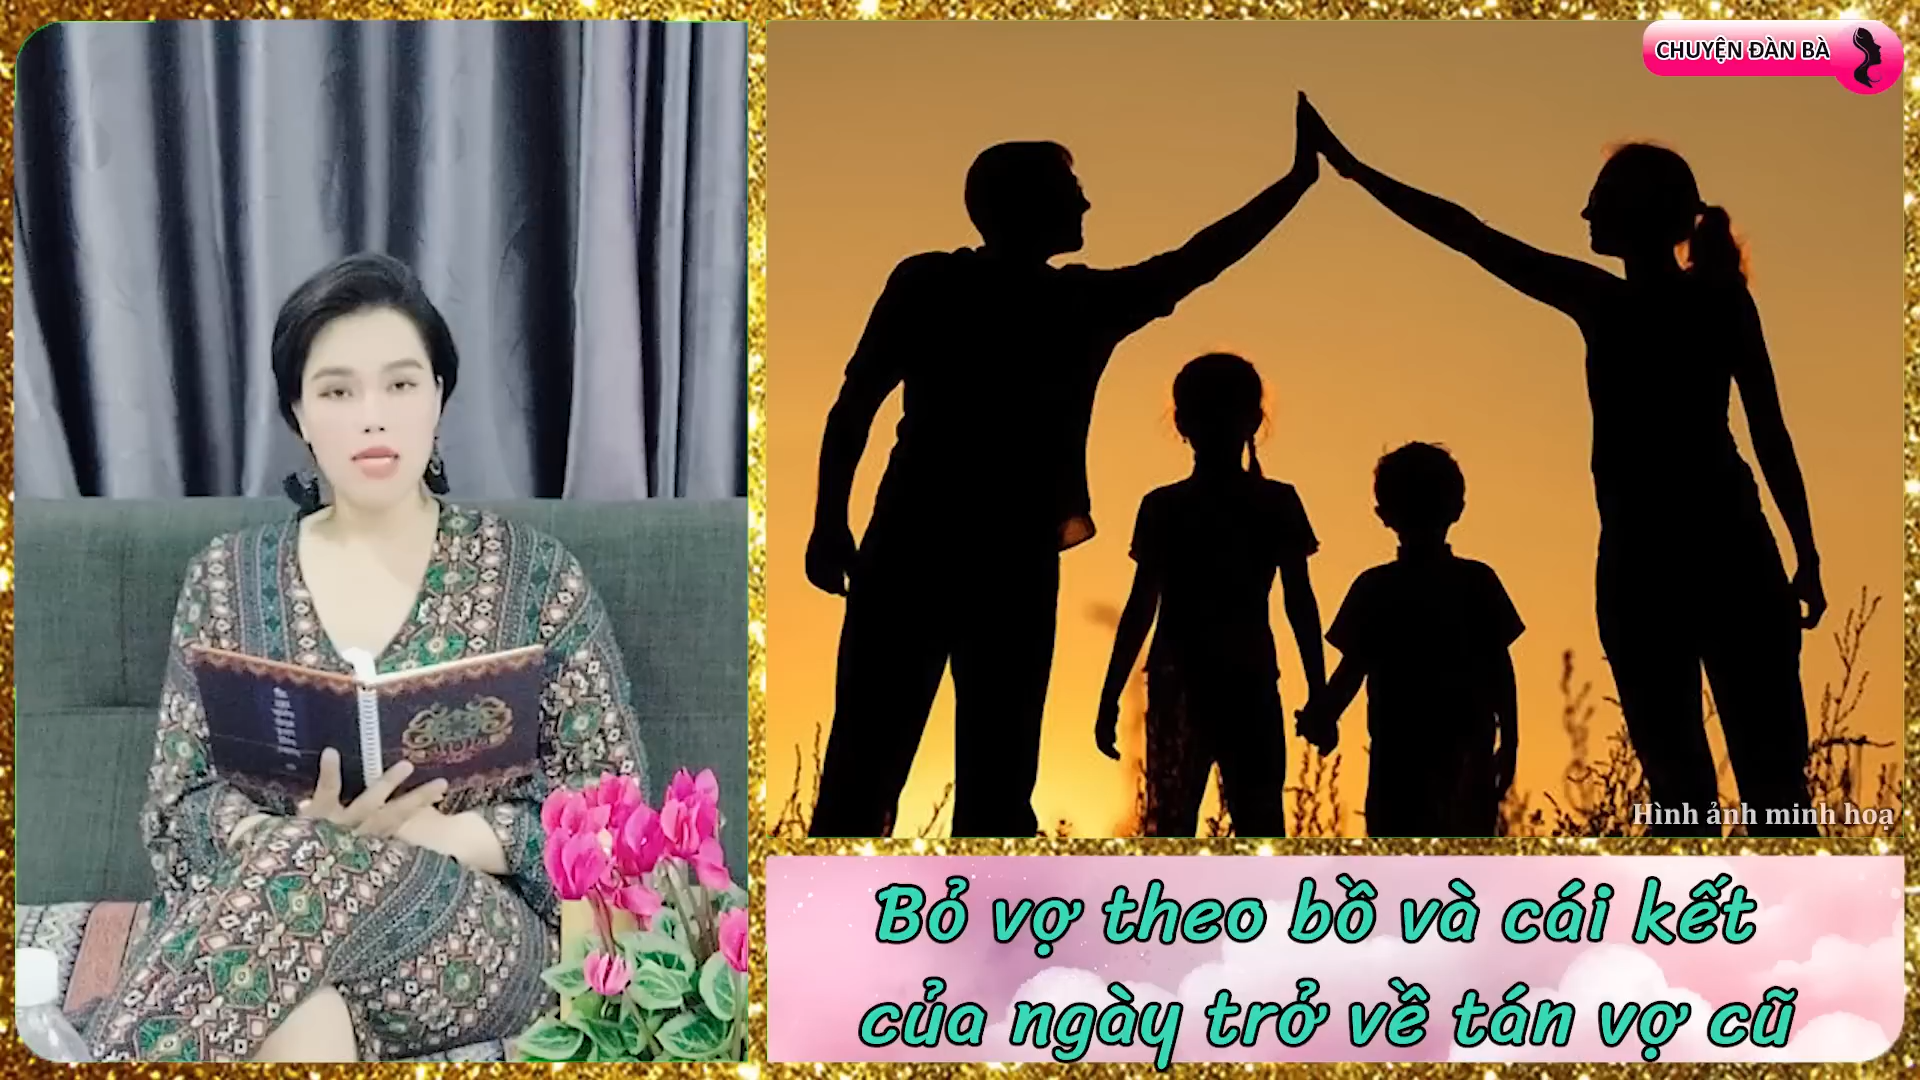 CHUYỆN ĐÀN BÀ
Hình ảnh minh hoạ
Bỏ vợ theo bồ và cái kết
của ngày trở về tán vợ cũ